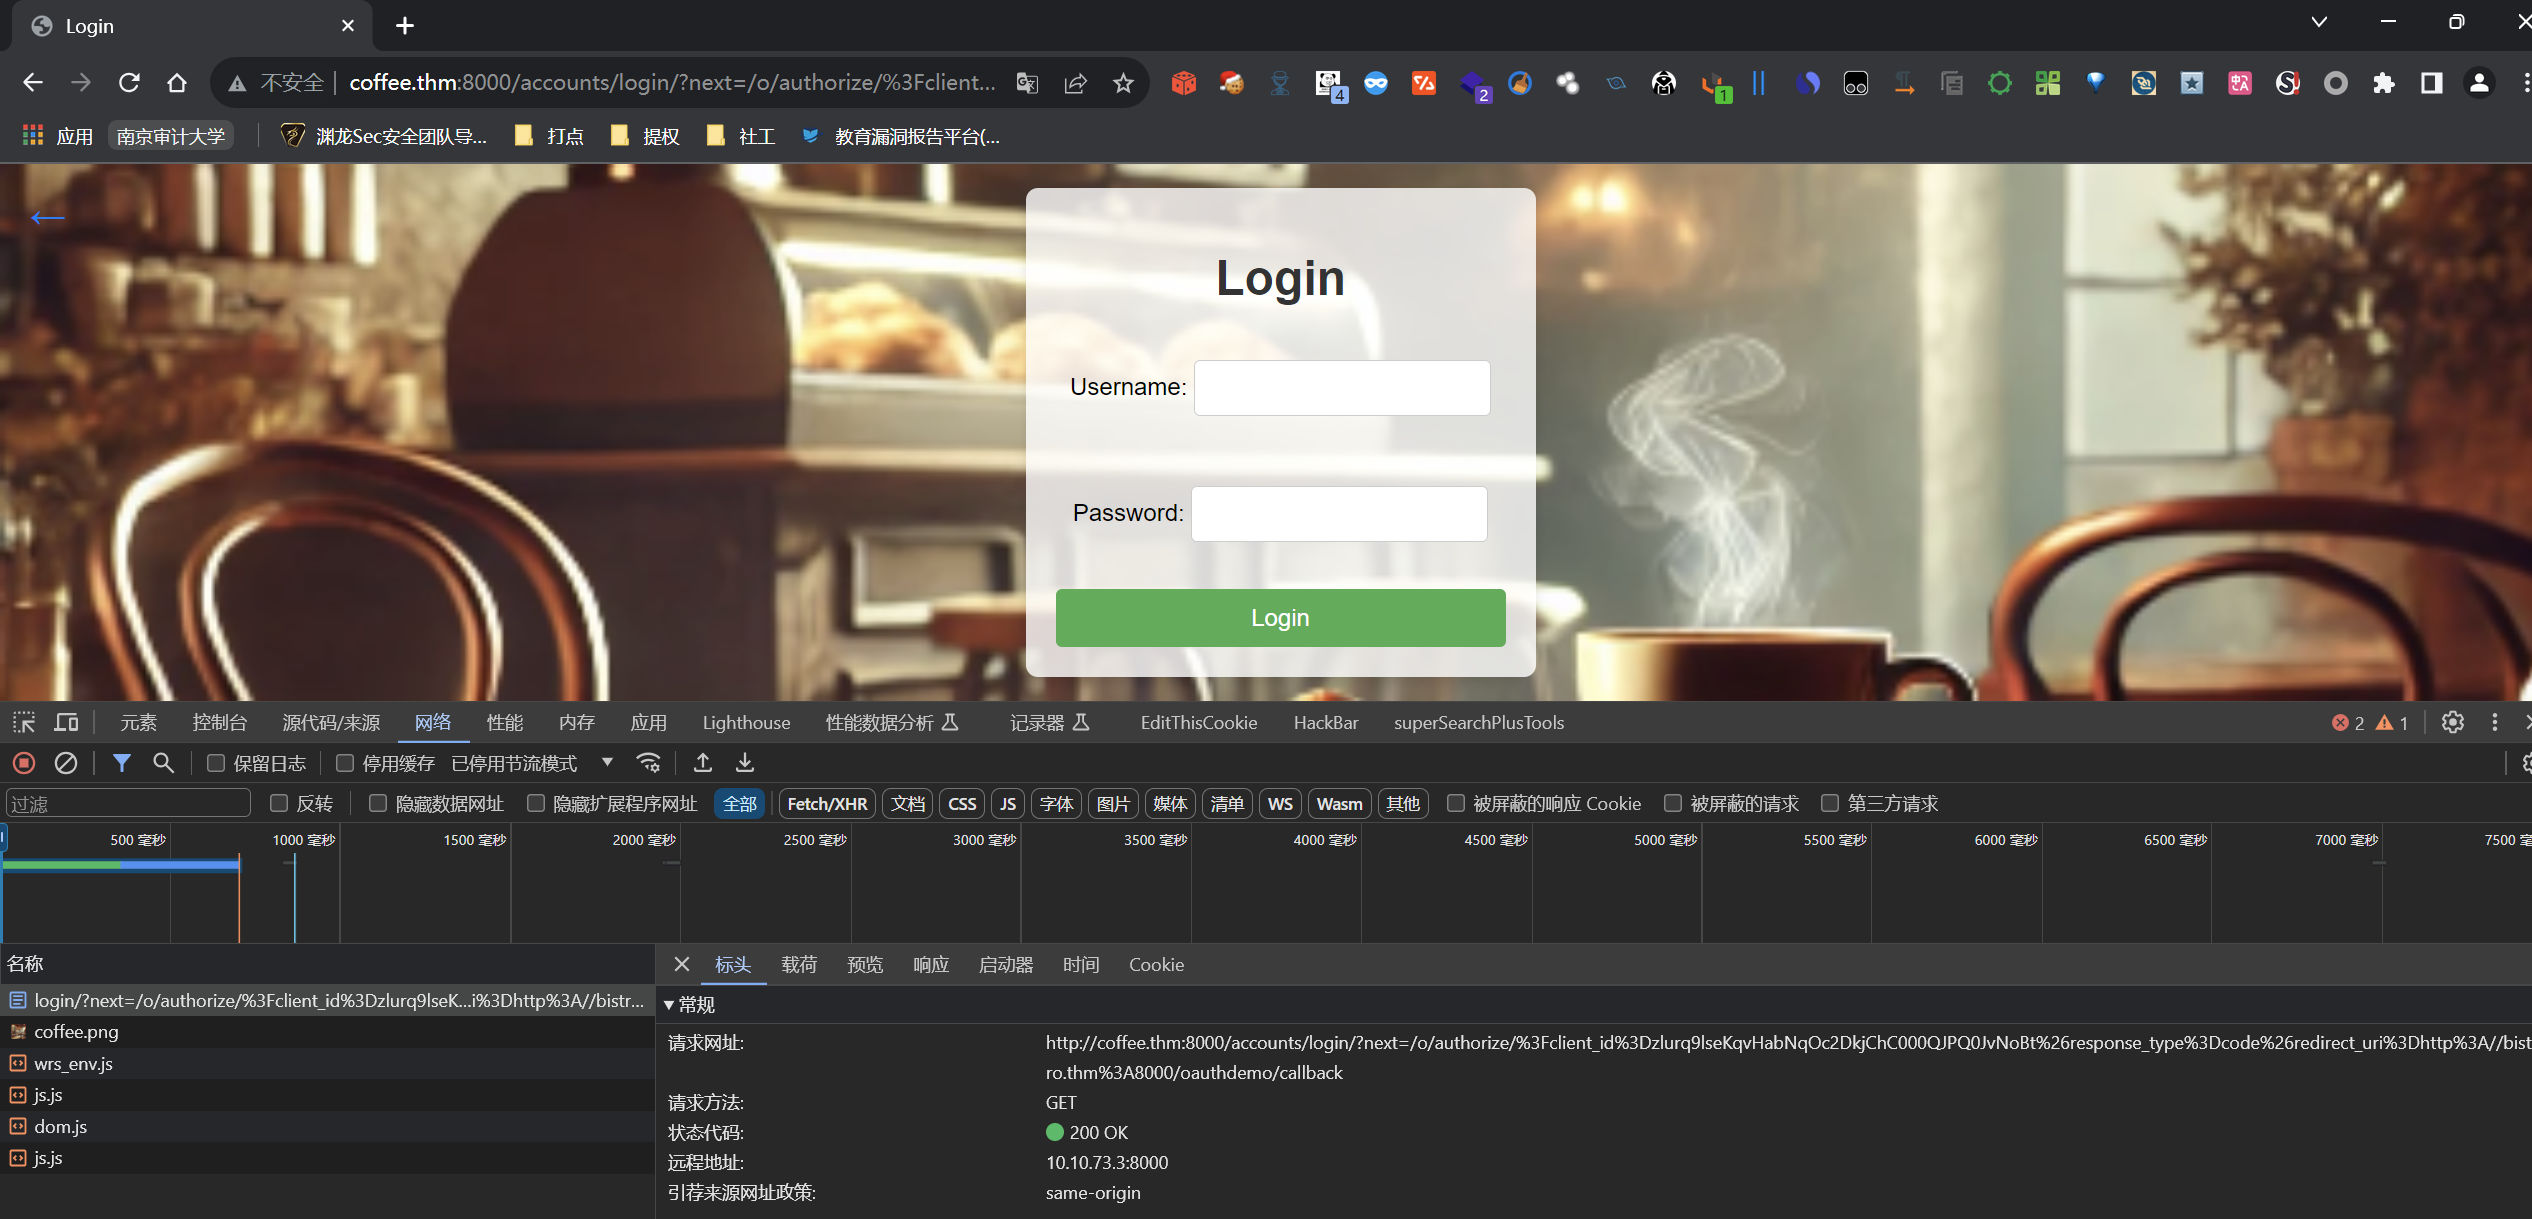 Login
不安全 coffee.thm:8000/accounts/login/?next=/o/authorize/%3Fclient...
4
2
1
应用 南京审计大学 渊龙Sec安全团队导... 打点 提权 社工 教育漏洞报告平台(...
Login
Username:
Password:
Login
元素 控制台 源代码/来源 网络 性能 内存 应用 Lighthouse 性能数据分析 记录器 EditThisCookie HackBar superSearchPlusTools 2 1
保留日志 停用缓存 已停用节流模式
过滤 反转 隐藏数据网址 隐藏扩展程序网址 全部 Fetch/XHR 文档 CSS JS 字体 图片 媒体 清单 WS Wasm 其他 被屏蔽的响应 Cookie 被屏蔽的请求 第三方请求
500 毫秒 1000 毫秒 1500 毫秒 2000 毫秒 2500 毫秒 3000 毫秒 3500 毫秒 4000 毫秒 4500 毫秒 5000 毫秒 5500 毫秒 6000 毫秒 6500 毫秒 7000 毫秒 7500
名称
标头 载荷 预览 响应 启动器 时间 Cookie
login/?next=/o/authorize/%3Fclient_id%3Dzlurq9lseK...i%3Dhttp%3A//bistr...
coffee.png
wrs_env.js
js.js
dom.js
js.js
常规
请求网址: http://coffee.thm:8000/accounts/login/?next=/o/authorize/%3Fclient_id%3Dzlurq9lseKqvHabNqOc2DkjChC000QJPQ0JvNoBt%26response_type%3Dcode%26redirect_uri%3Dhttp%3A//bist
ro.thm%3A8000/oauthdemo/callback
请求方法: GET
状态代码: 200 OK
远程地址: 10.10.73.3:8000
引荐来源网址政策: same-origin